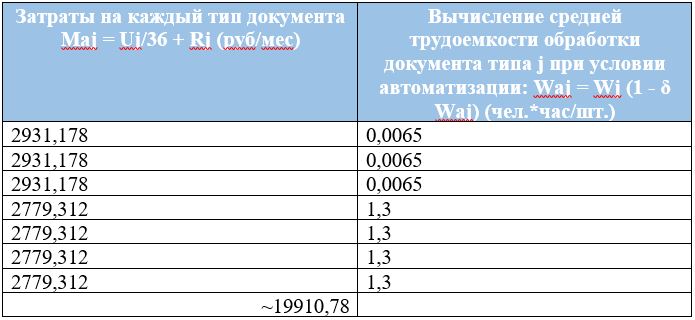 Затраты на каждый тип документа
Maj = Uj/36 + Rj (руб/мес)
Вычисление средней
трудоемкости обработки
документа типа j при условии
автоматизации: Waj = Wj (1 - δ
Waj) (чел.*час/шт.)
2931,178 0,0065
2931,178 0,0065
2931,178 0,0065
2779,312 1,3
2779,312 1,3
2779,312 1,3
2779,312 1,3
~19910,78